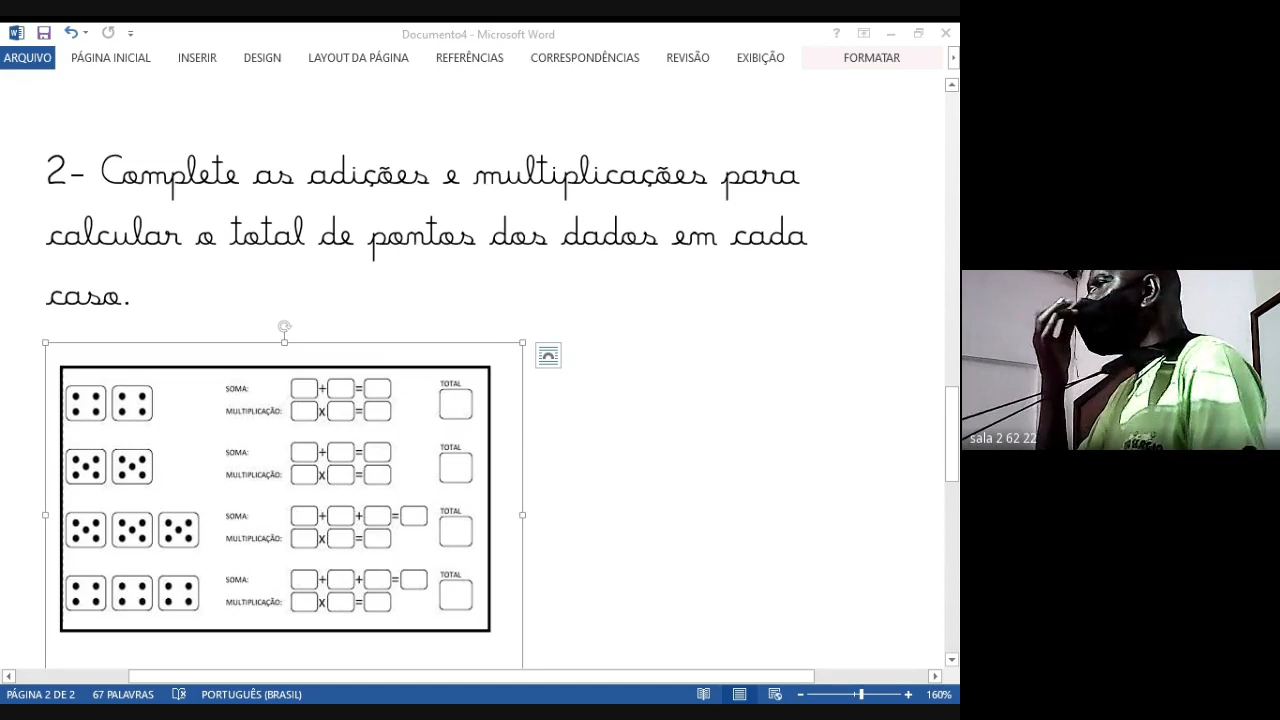 Documento4 - Microsoft Word
?
ARQUIVO PÁGINA INICIAL INSERIR DESIGN LAYOUT DA PÁGINA REFERÊNCIAS CORRESPONDÊNCIAS REVISÃO EXIBIÇÃO FORMATAR
2- Complete as adições e multiplicações para
calcular o total de pontos dos dados em cada
caso.
SOMA: + = TOTAL
MULTIPLICAÇÃO: x =
SOMA: + = TOTAL
MULTIPLICAÇÃO: x =
SOMA: + + = TOTAL
MULTIPLICAÇÃO: x =
SOMA: + + = TOTAL
MULTIPLICAÇÃO: x =
sala 2 62 22
PÁGINA 2 DE 2 67 PALAVRAS PORTUGUÊS (BRASIL) 160%